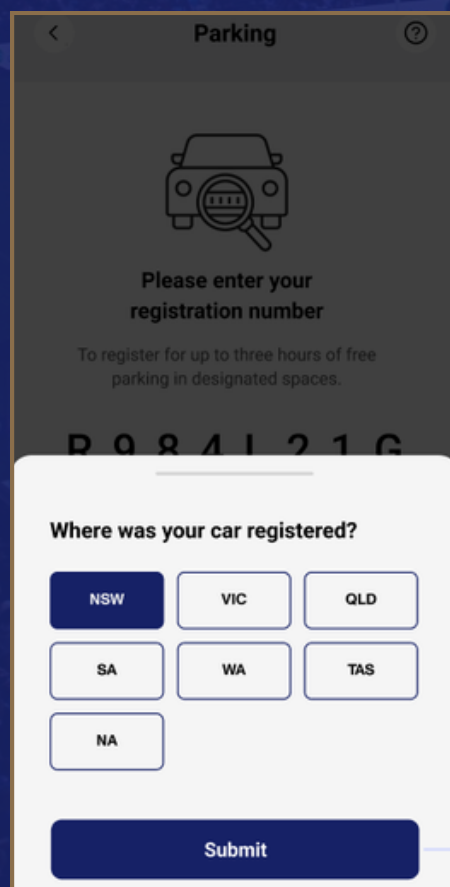 Parking
Please enter your
registration number
To register for up to three hours of free
parking in designated spaces.
Where was your car registered?
NSW
VIC
QLD
SA
WA
TAS
NA
Submit